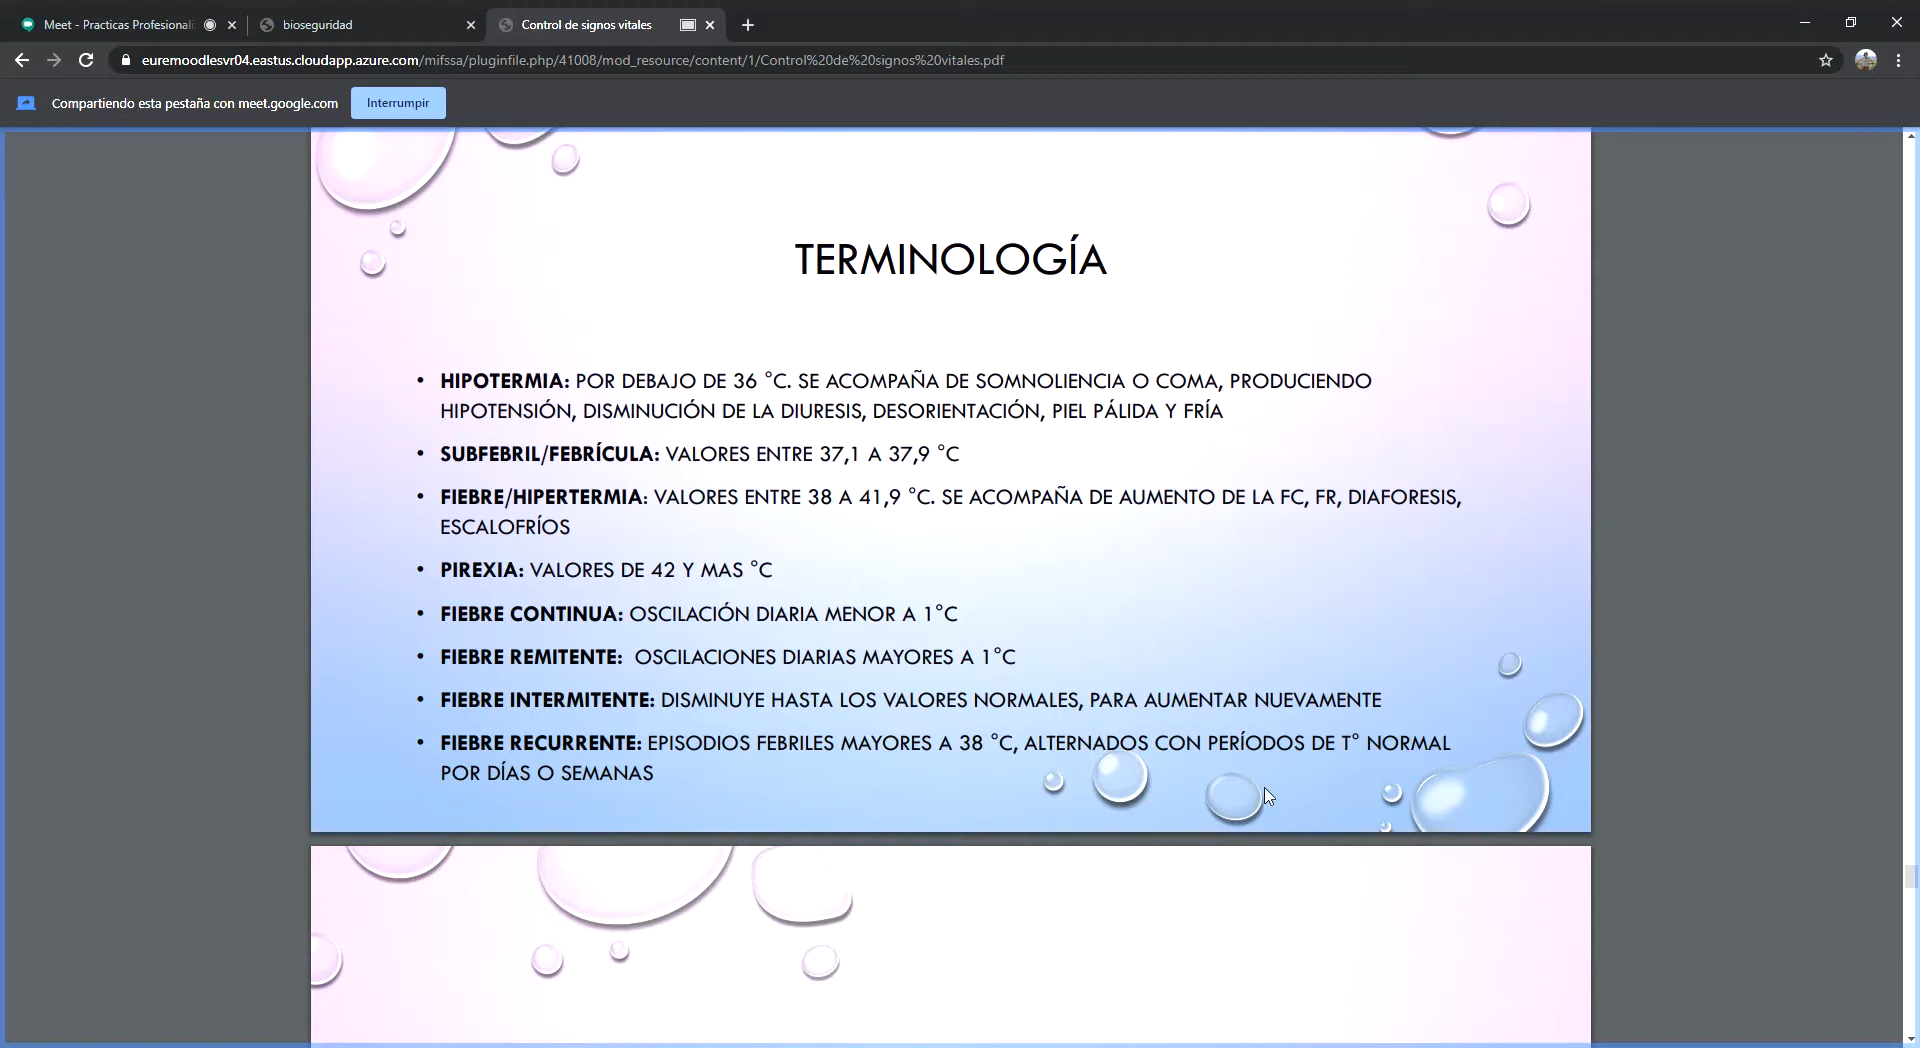 Meet - Practicas Profesionali
bioseguridad
Control de signos vitales
euremoodlesvr04.eastus.cloudapp.azure.com/mifssa/pluginfile.php/41008/mod_resource/content/1/Control%20de%20signos%20vitales.pdf
Compartiendo esta pestaña con meet.google.com
Interrumpir
TERMINOLOGÍA
• HIPOTERMIA: POR DEBAJO DE 36 °C. SE ACOMPAÑA DE SOMNOLIENCIA O COMA, PRODUCIENDO
HIPOTENSIÓN, DISMINUCIÓN DE LA DIURESIS, DESORIENTACIÓN, PIEL PÁLIDA Y FRÍA
• SUBFEBRIL/FEBRÍCULA: VALORES ENTRE 37,1 A 37,9 °C
• FIEBRE/HIPERTERMIA: VALORES ENTRE 38 A 41,9 °C. SE ACOMPAÑA DE AUMENTO DE LA FC, FR, DIAFORESIS,
ESCALOFRÍOS
• PIREXIA: VALORES DE 42 Y MAS °C
• FIEBRE CONTINUA: OSCILACIÓN DIARIA MENOR A 1°C
• FIEBRE REMITENTE: OSCILACIONES DIARIAS MAYORES A 1°C
• FIEBRE INTERMITENTE: DISMINUYE HASTA LOS VALORES NORMALES, PARA AUMENTAR NUEVAMENTE
• FIEBRE RECURRENTE: EPISODIOS FEBRILES MAYORES A 38 °C, ALTERNADOS CON PERÍODOS DE T° NORMAL
POR DÍAS O SEMANAS